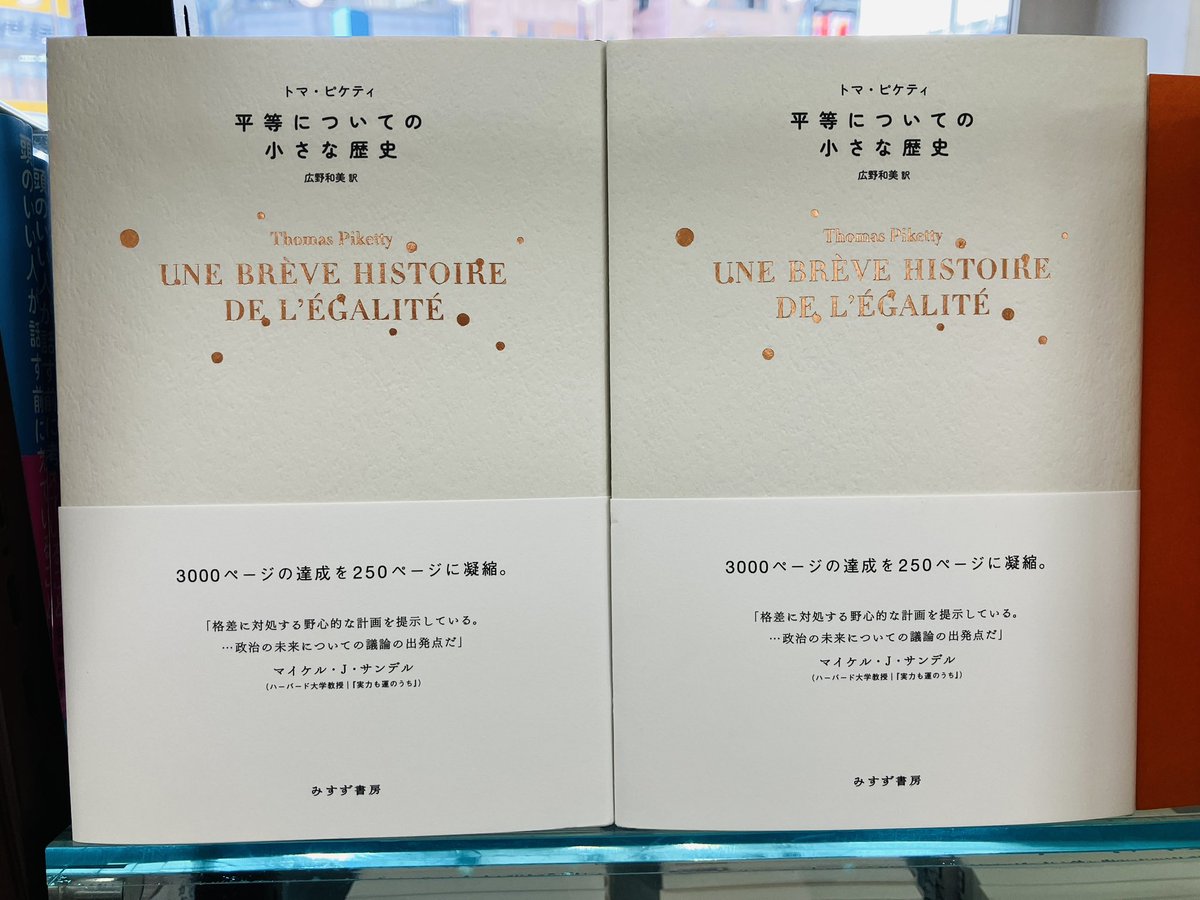 トマ・ピケティ
平等についての
小さな歴史
広野和美 訳
Thomas Piketty
UNE BRÈVE HISTOIRE
DE L'ÉGALITÉ
3000ページの達成を250ページに凝縮。
「格差に対処する野心的な計画を提示している。
…政治の未来についての議論の出発点だ」
マイケル・J・サンデル
(ハーバード大学教授|『実力も運のうち』)
みすず書房
トマ・ピケティ
平等についての
小さな歴史
広野和美 訳
Thomas Piketty
UNE BRÈVE HISTOIRE
DE L'ÉGALITÉ
3000ページの達成を250ページに凝縮。
「格差に対処する野心的な計画を提示している。
…政治の未来についての議論の出発点だ」
マイケル・J・サンデル
(ハーバード大学教授|『実力も運のうち』)
みすず書房
頭のいい人が話す前に